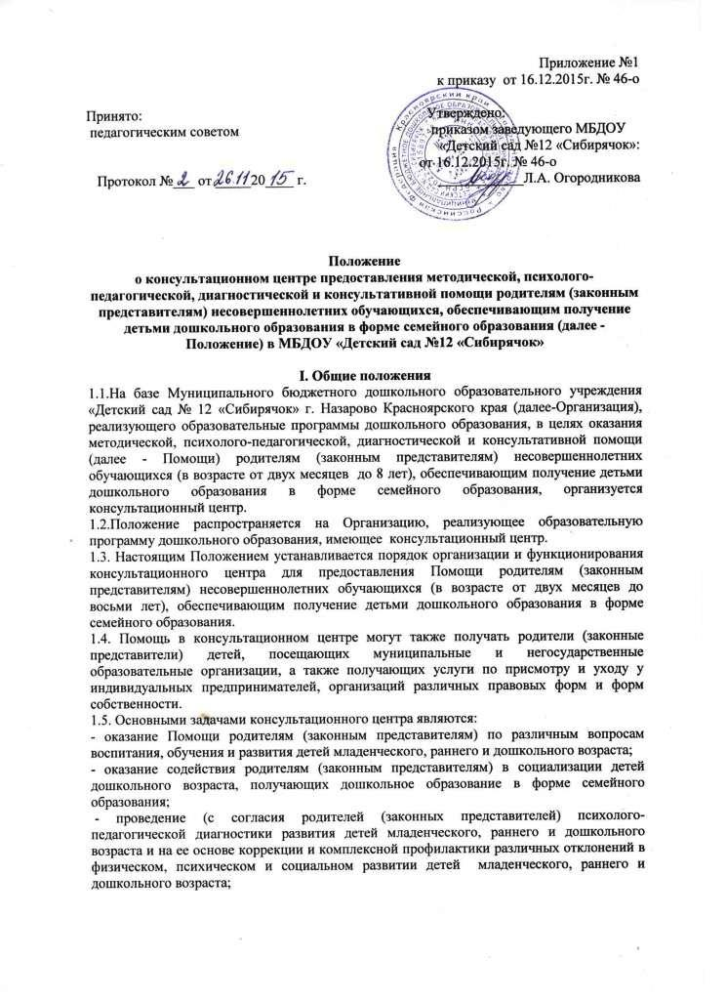 Приложение №1
к приказу от 16.12.2015г. № 46-о
Принято:
педагогическим советом
Протокол № 2 от 26.11 2015 г.
Утверждено:
приказом заведующего МБДОУ
«Детский сад №12 «Сибирячок»:
от 16.12.2015г. № 46-о
Л.А. Огородникова
Красноярский край
Российская Федерация
Положение
о консультационном центре предоставления методической, психолого-
педагогической, диагностической и консультативной помощи родителям (законным
представителям) несовершеннолетних обучающихся, обеспечивающим получение
детьми дошкольного образования в форме семейного образования (далее -
Положение) в МБДОУ «Детский сад №12 «Сибирячок»
I. Общие положения
1.1.На базе Муниципального бюджетного дошкольного образовательного учреждения
«Детский сад № 12 «Сибирячок» г. Назарово Красноярского края (далее-Организация),
реализующего образовательные программы дошкольного образования, в целях оказания
методической, психолого-педагогической, диагностической и консультативной помощи
(далее - Помощи) родителям (законным представителям) несовершеннолетних
обучающихся (в возрасте от двух месяцев до 8 лет), обеспечивающим получение детьми
дошкольного образования в форме семейного образования, организуется
консультационный центр.
1.2.Положение распространяется на Организацию, реализующее образовательную
программу дошкольного образования, имеющее консультационный центр.
1.3. Настоящим Положением устанавливается порядок организации и функционирования
консультационного центра для предоставления Помощи родителям (законным
представителям) несовершеннолетних обучающихся (в возрасте от двух месяцев до
восьми лет), обеспечивающим получение детьми дошкольного образования в форме
семейного образования.
1.4. Помощь в консультационном центре могут также получать родители (законные
представители) детей, посещающих муниципальные и негосударственные
образовательные организации, а также получающих услуги по присмотру и уходу у
индивидуальных предпринимателей, организаций различных правовых форм и форм
собственности.
1.5. Основными задачами консультационного центра являются:
- оказание Помощи родителям (законным представителям) по различным вопросам
воспитания, обучения и развития детей младенческого, раннего и дошкольного возраста;
- оказание содействия родителям (законным представителям) в социализации детей
дошкольного возраста, получающих дошкольное образование в форме семейного
образования;
- проведение (с согласия родителей (законных представителей) психолого-
педагогической диагностики развития детей младенческого, раннего и дошкольного
возраста и на ее основе коррекции и комплексной профилактики различных отклонений в
физическом, психическом и социальном развитии детей младенческого, раннего и
дошкольного возраста;